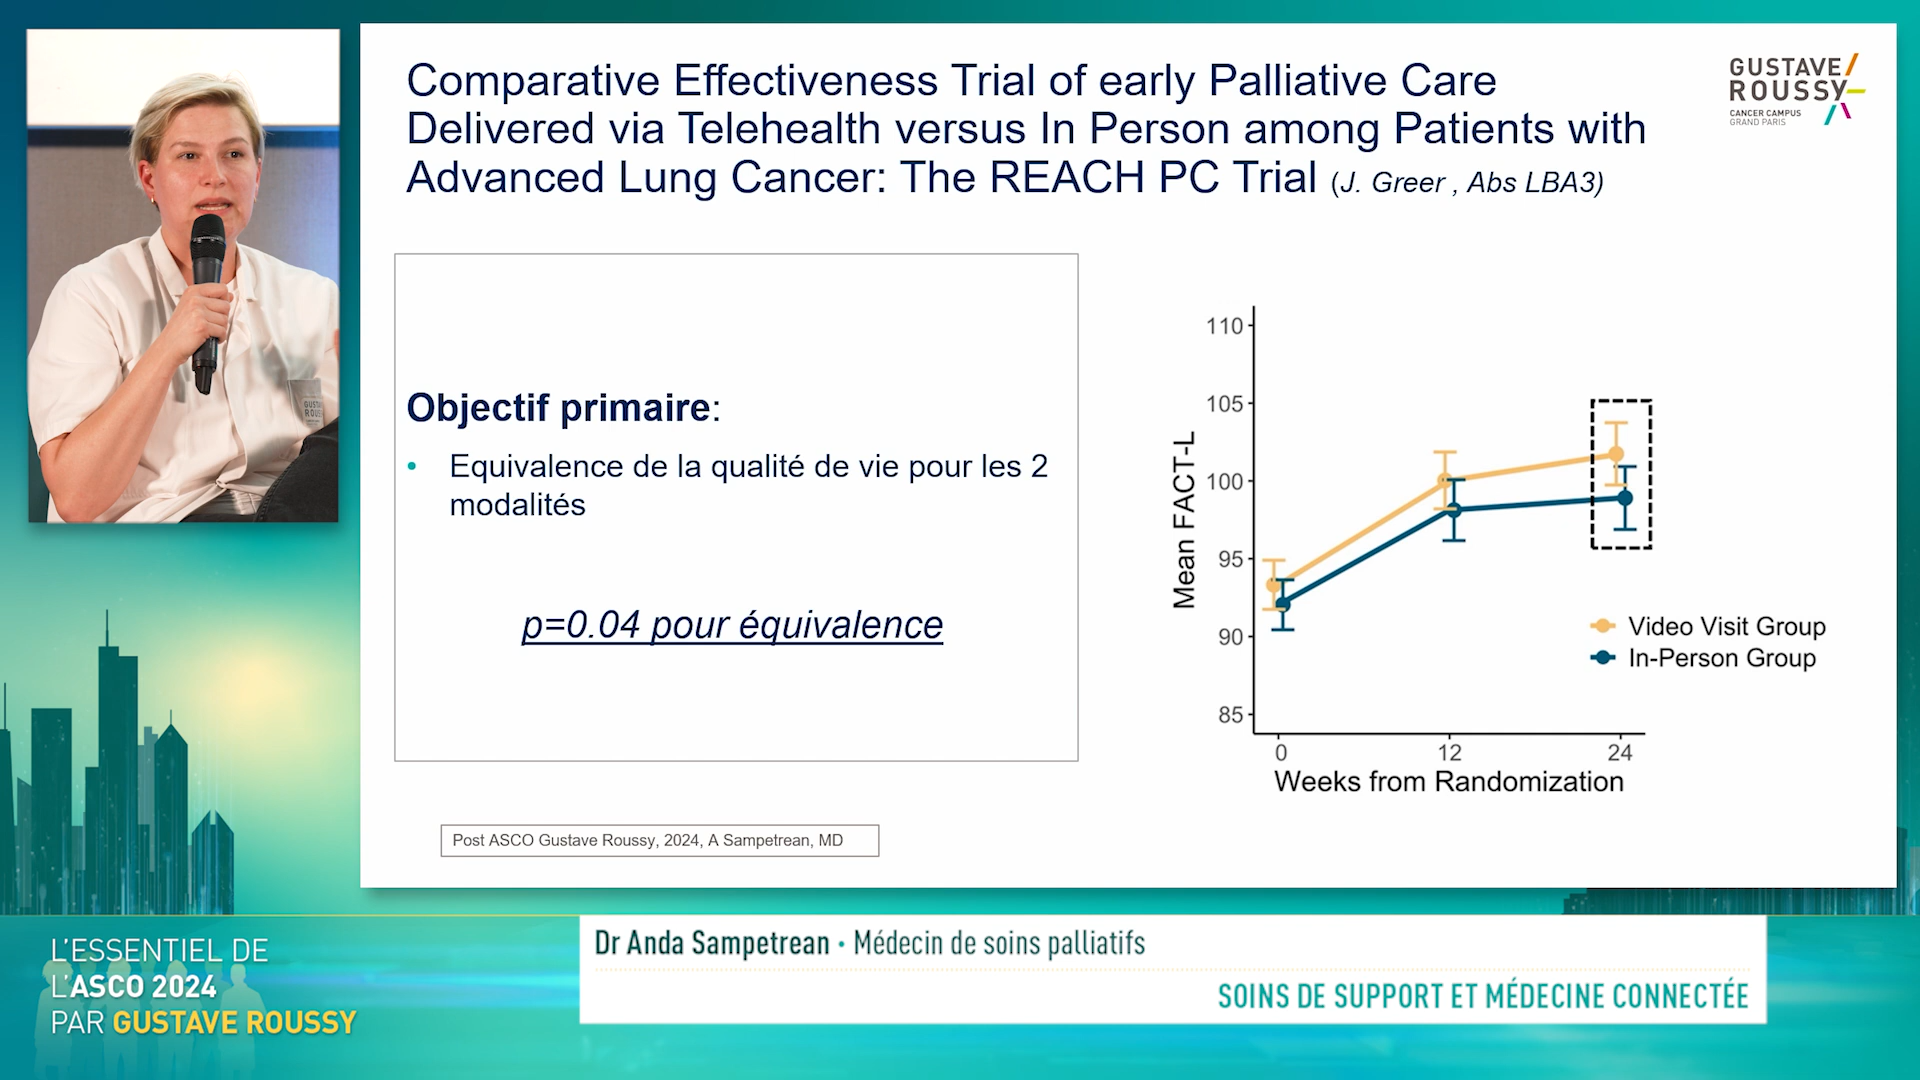 Comparative Effectiveness Trial of early Palliative Care
Delivered via Telehealth versus In Person among Patients with
Advanced Lung Cancer: The REACH PC Trial (J. Greer , Abs LBA3)
GUSTAVE/
ROUSSY
CANCER CAMPUS
GRAND PARIS
Objectif primaire:
• Equivalence de la qualité de vie pour les 2
modalités
p=0.04 pour équivalence
Mean FACT-L
110
105
100
95
90
85
0 12 24
Weeks from Randomization
Video Visit Group
In-Person Group
Post ASCO Gustave Roussy, 2024, A Sampetrean, MD
L'ESSENTIEL DE
L'ASCO 2024
PAR GUSTAVE ROUSSY
Dr Anda Sampetrean • Médecin de soins palliatifs
SOINS DE SUPPORT ET MÉDECINE CONNECTÉE